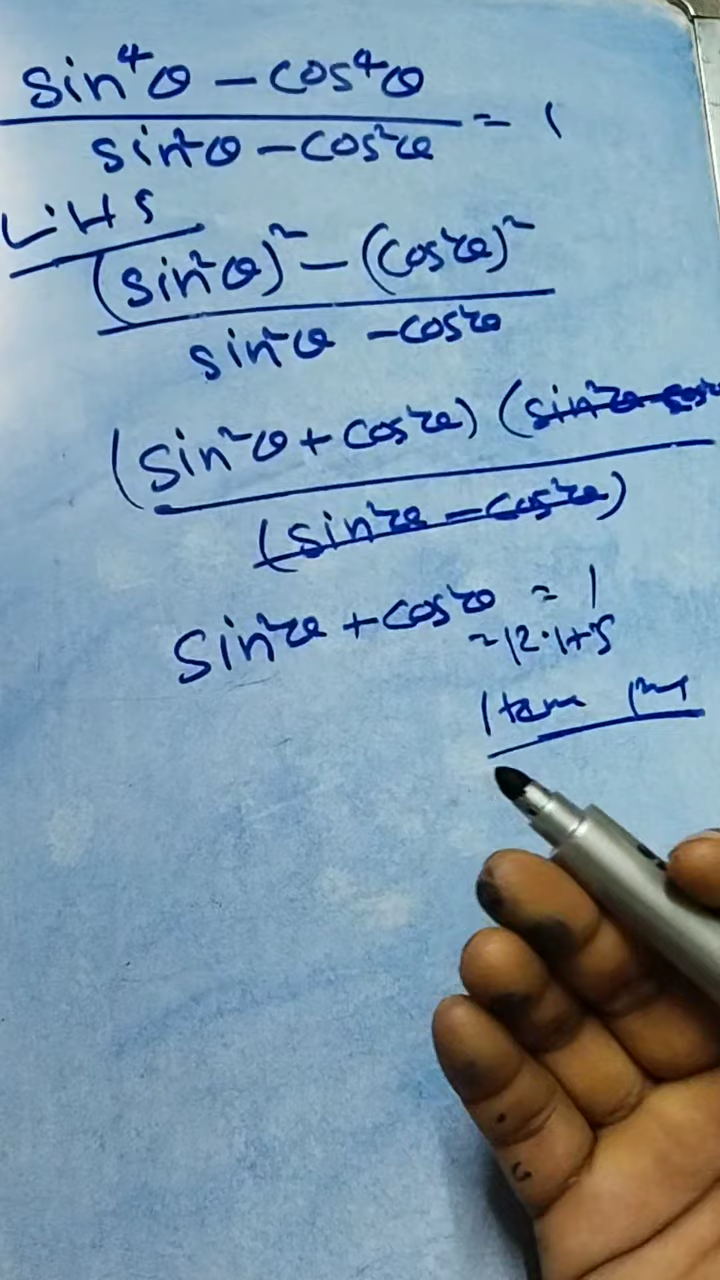 sin⁴θ − cos⁴θ
sin²θ − cos²θ = 1
L.H.S
(sin²θ)² − (cos²θ)²
sin²θ − cos²θ
(sin²θ + cos²θ) (sin²θ − cos²θ
(sin²θ − cos²θ)
sin²θ + cos²θ = 1
= R.H.S